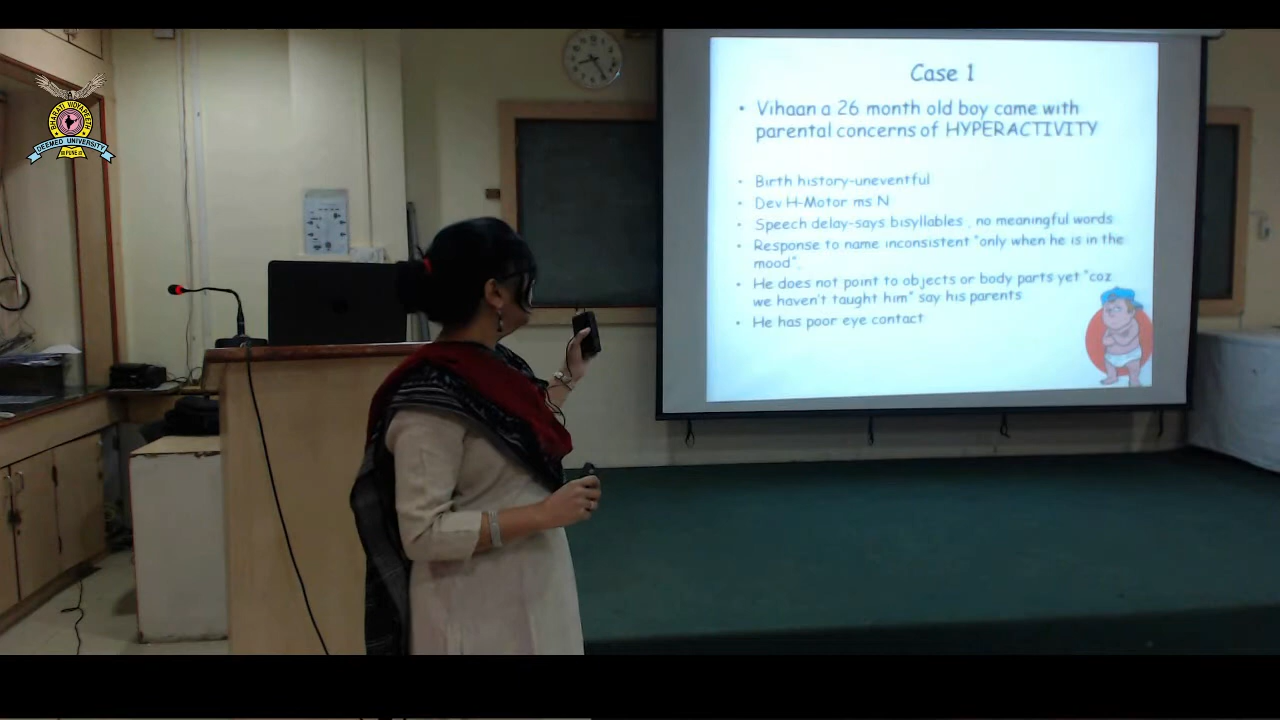 BHARATI VIDYAPEETH
DEEMED UNIVERSITY
Case 1
• Vihaan a 26 month old boy came with
parental concerns of HYPERACTIVITY
• Birth history-uneventful
• Dev H-Motor ms N
• Speech delay-says bisyllables , no meaningful words
• Response to name inconsistent "only when he is in the
mood",
• He does not point to objects or body parts yet "coz
we haven't taught him" say his parents
• He has poor eye contact